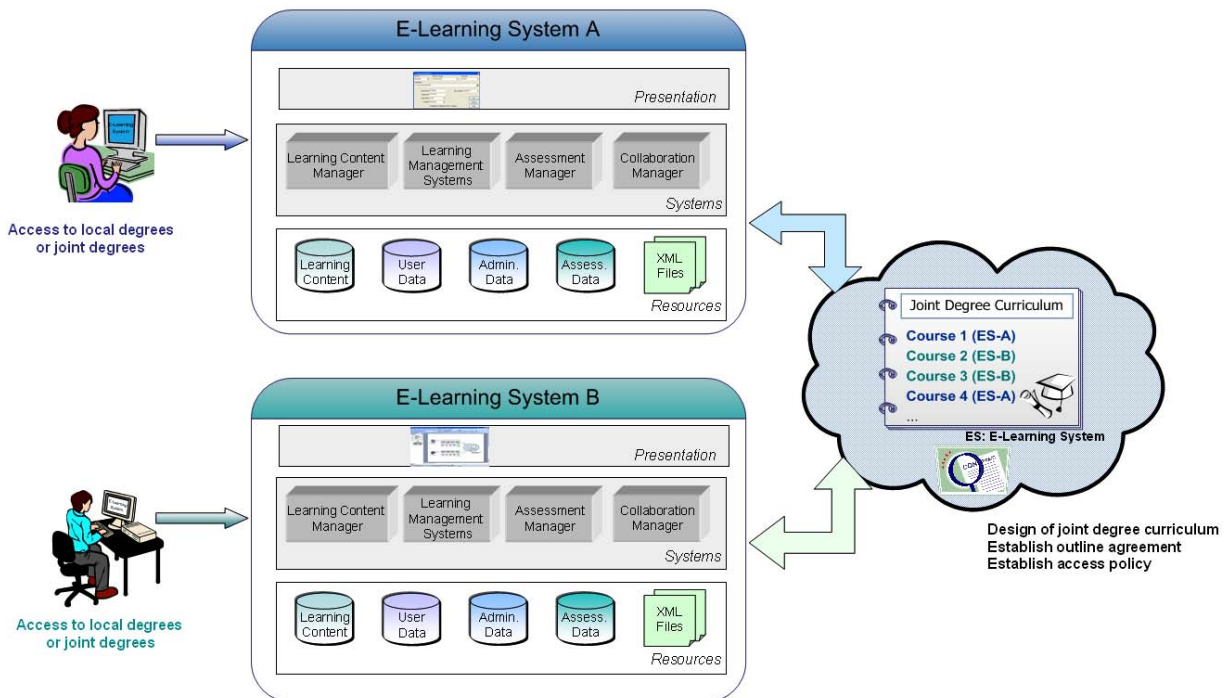 E-Learning System A
Presentation
E-Learning
System
Learning Content
Manager
Learning
Management
Systems
Assessment
Manager
Collaboration
Manager
Systems
Access to local degrees
or joint degrees
Learning
Content
User
Data
Admin.
Data
Assess.
Data
XML
Files
Resources
Joint Degree Curriculum
Course 1 (ES-A)
Course 2 (ES-B)
Course 3 (ES-B)
Course 4 (ES-A)
...
ES: E-Learning System
Design of joint degree curriculum
Establish outline agreement
Establish access policy
E-Learning System B
Presentation
E-Learning
System
Learning Content
Manager
Learning
Management
Systems
Assessment
Manager
Collaboration
Manager
Systems
Access to local degrees
or joint degrees
Learning
Content
User
Data
Admin.
Data
Assess.
Data
XML
Files
Resources